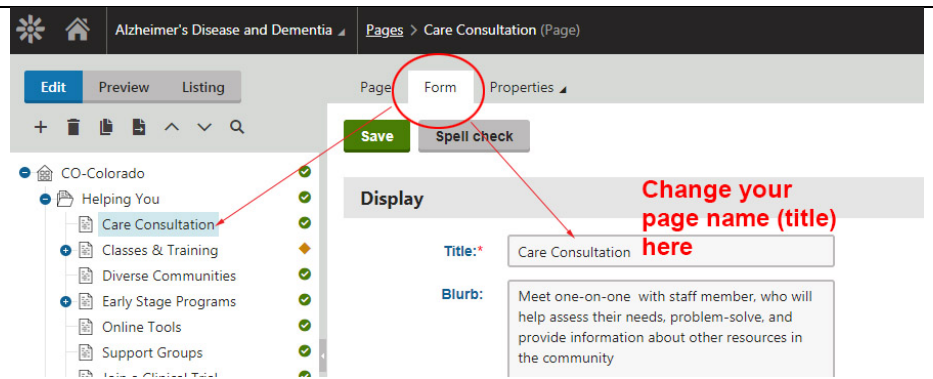 Alzheimer's Disease and Dementia Pages > Care Consultation (Page)
Edit Preview Listing
Page Form Properties
Save Spell check
CO-Colorado
Helping You
Care Consultation
Classes & Training
Diverse Communities
Early Stage Programs
Online Tools
Support Groups
Join a Clinical Trial
Display
Change your
page name (title)
here
Title:* Care Consultation
Blurb: Meet one-on-one with staff member, who will
help assess their needs, problem-solve, and
provide information about other resources in
the community